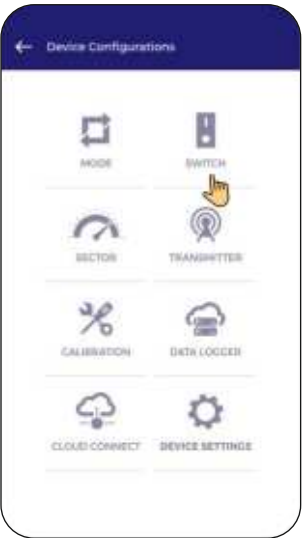 Device Configurations
MODE
SWITCH
SECTOR
TRANSMITTER
CALIBRATION
DATA LOGGER
CLOUD CONNECT
DEVICE SETTINGS